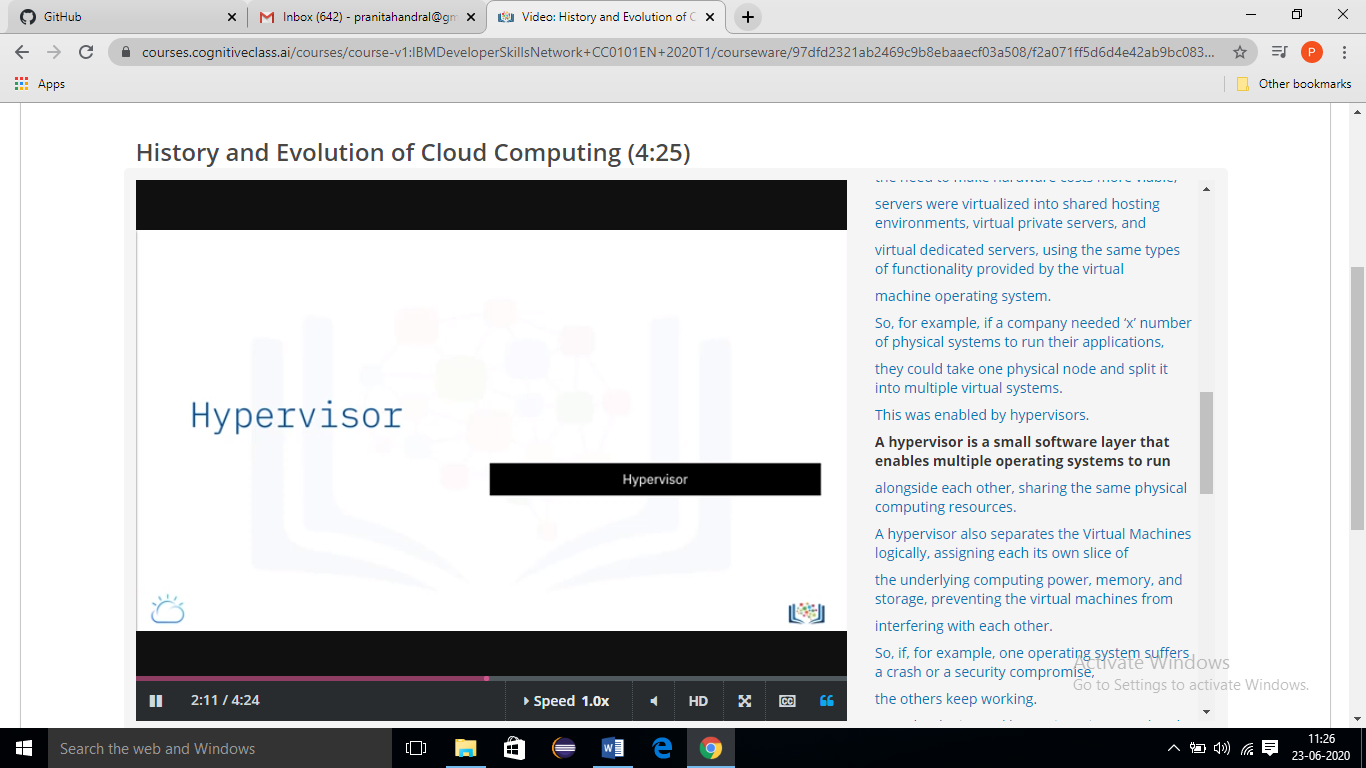 GitHub
Inbox (642) - pranitahandral@gm
Video: History and Evolution of C
courses.cognitiveclass.ai/courses/course-v1:IBMDeveloperSkillsNetwork+CC0101EN+2020T1/courseware/97dfd2321ab2469c9b8ebaaecf03a508/f2a071ff5d6d4e42ab9bc083...
P
Apps
Other bookmarks
History and Evolution of Cloud Computing (4:25)
Hypervisor
Hypervisor
2:11 / 4:24
Speed 1.0x
HD
CC
the need to make hardware costs more viable,
servers were virtualized into shared hosting
environments, virtual private servers, and
virtual dedicated servers, using the same types
of functionality provided by the virtual
machine operating system.
So, for example, if a company needed ‘x’ number
of physical systems to run their applications,
they could take one physical node and split it
into multiple virtual systems.
This was enabled by hypervisors.
A hypervisor is a small software layer that
enables multiple operating systems to run
alongside each other, sharing the same physical
computing resources.
A hypervisor also separates the Virtual Machines
logically, assigning each its own slice of
the underlying computing power, memory, and
storage, preventing the virtual machines from
interfering with each other.
So, if, for example, one operating system suffers
a crash or a security compromise,
the others keep working.
Activate Windows
Go to Settings to activate Windows.
Search the web and Windows
11:26
23-06-2020